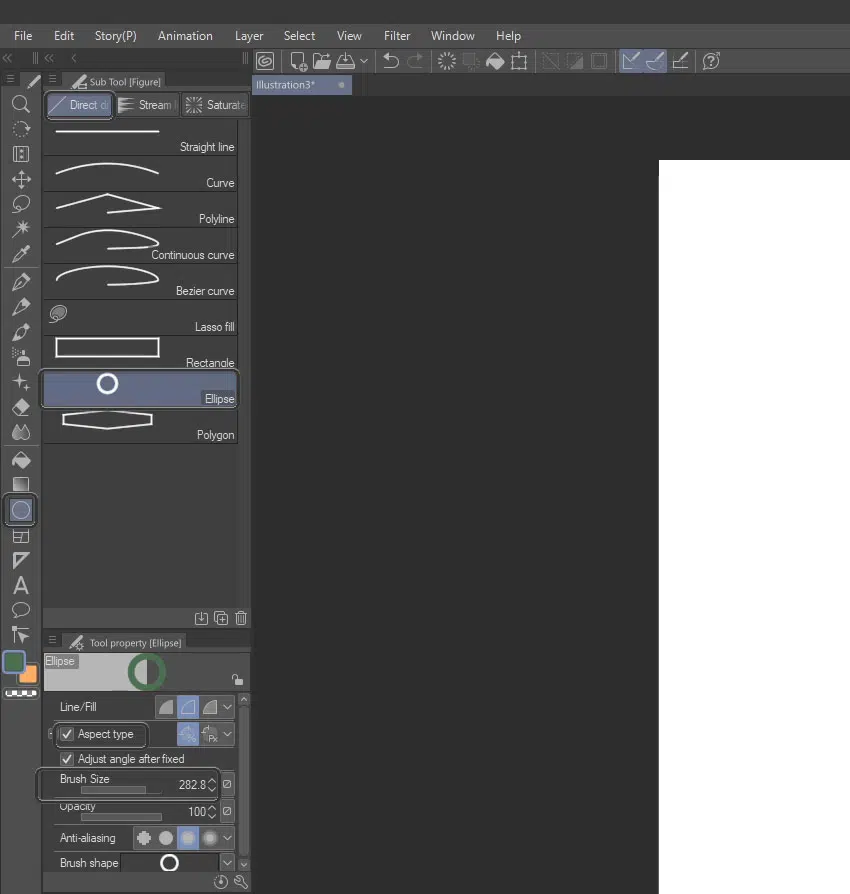 File Edit Story(P) Animation Layer Select View Filter Window Help
Sub Tool [Figure]
Illustration3*
Direct d Stream Saturate
Straight line
Curve
Polyline
Continuous curve
Bezier curve
Lasso fill
Rectangle
Ellipse
Polygon
Tool property [Ellipse]
Ellipse
Line/Fill
Aspect type
Adjust angle after fixed
Brush Size 282.8
Opacity 100
Anti-aliasing
Brush shape